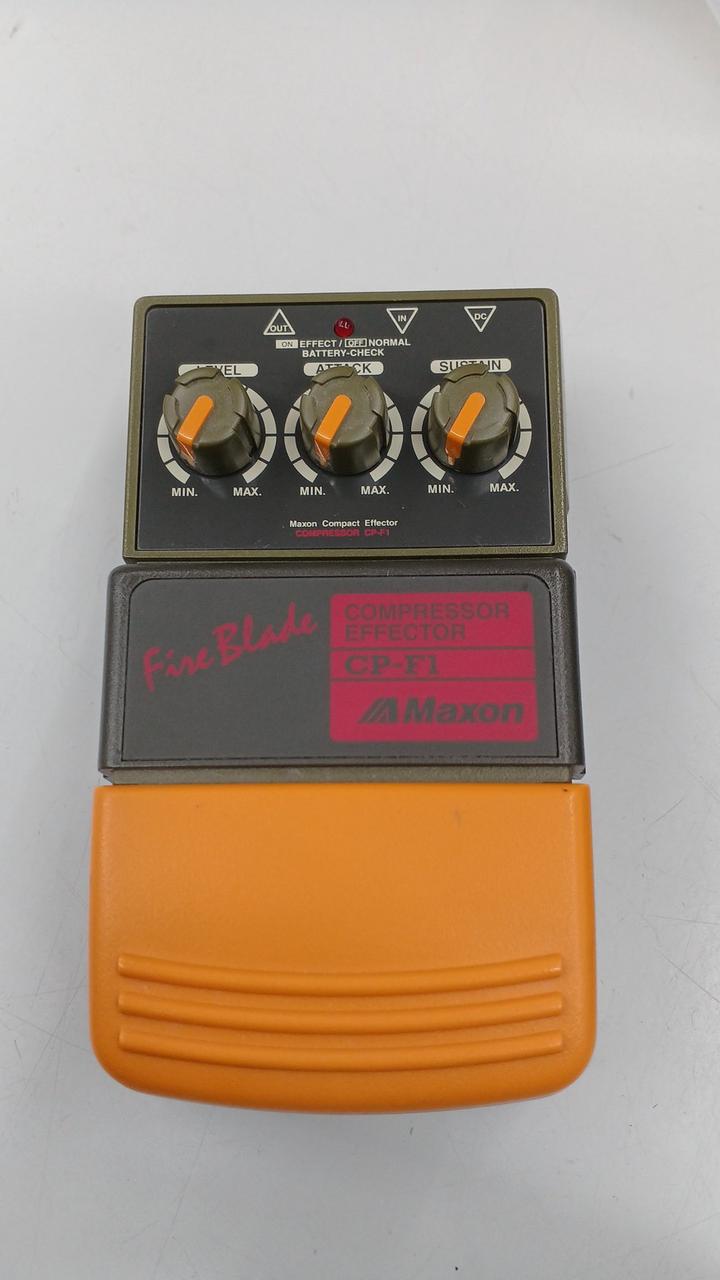 OUT IN DC
ON EFFECT / OFF NORMAL
BATTERY-CHECK
LEVEL ATTACK SUSTAIN
MIN. MAX. MIN. MAX. MIN. MAX.
Maxon Compact Effector
COMPRESSOR CP-F1
Fire Blade
COMPRESSOR
EFFECTOR
CP-F1
Maxon